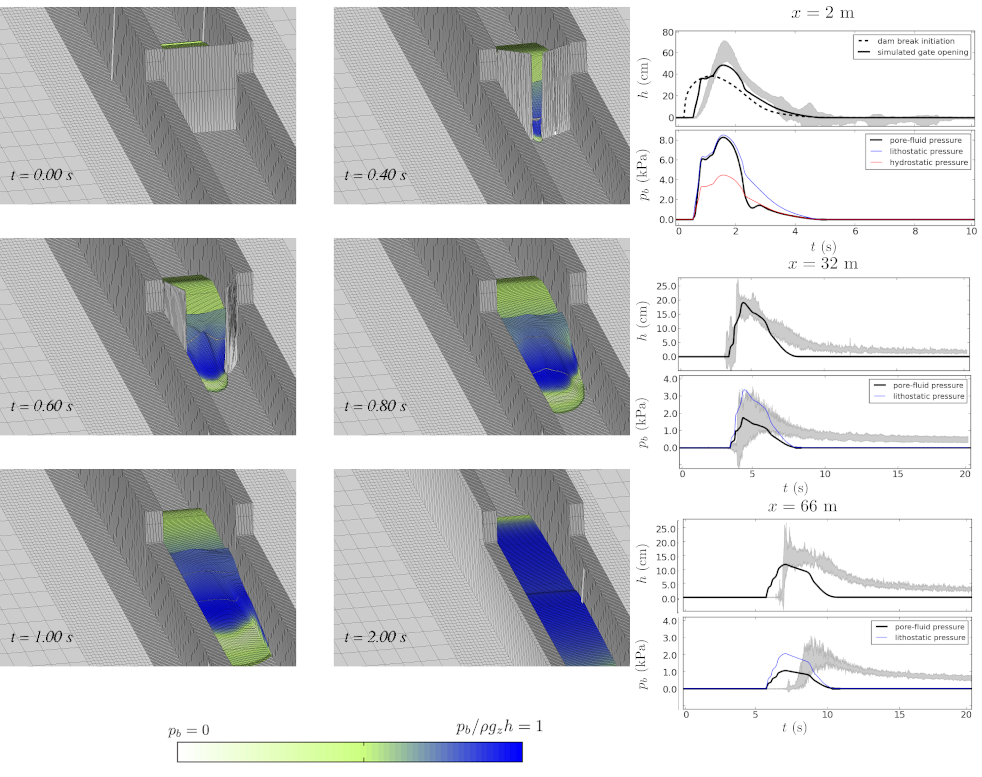 t = 0.00 s
t = 0.40 s
t = 0.60 s
t = 0.80 s
t = 1.00 s
t = 2.00 s
p_b = 0
p_b/ρg_z h = 1
x = 2 m
80
60
40
20
0
h (cm)
dam break initiation
simulated gate opening
8.0
6.0
4.0
2.0
0.0
p_b (kPa)
pore-fluid pressure
lithostatic pressure
hydrostatic pressure
0 2 4 6 8 10
t (s)
x = 32 m
25.0
20.0
15.0
10.0
5.0
0.0
h (cm)
4.0
3.0
2.0
1.0
0.0
p_b (kPa)
pore-fluid pressure
lithostatic pressure
0 5 10 15 20
t (s)
x = 66 m
25.0
20.0
15.0
10.0
5.0
0.0
h (cm)
4.0
3.0
2.0
1.0
0.0
p_b (kPa)
pore-fluid pressure
lithostatic pressure
0 5 10 15 20
t (s)